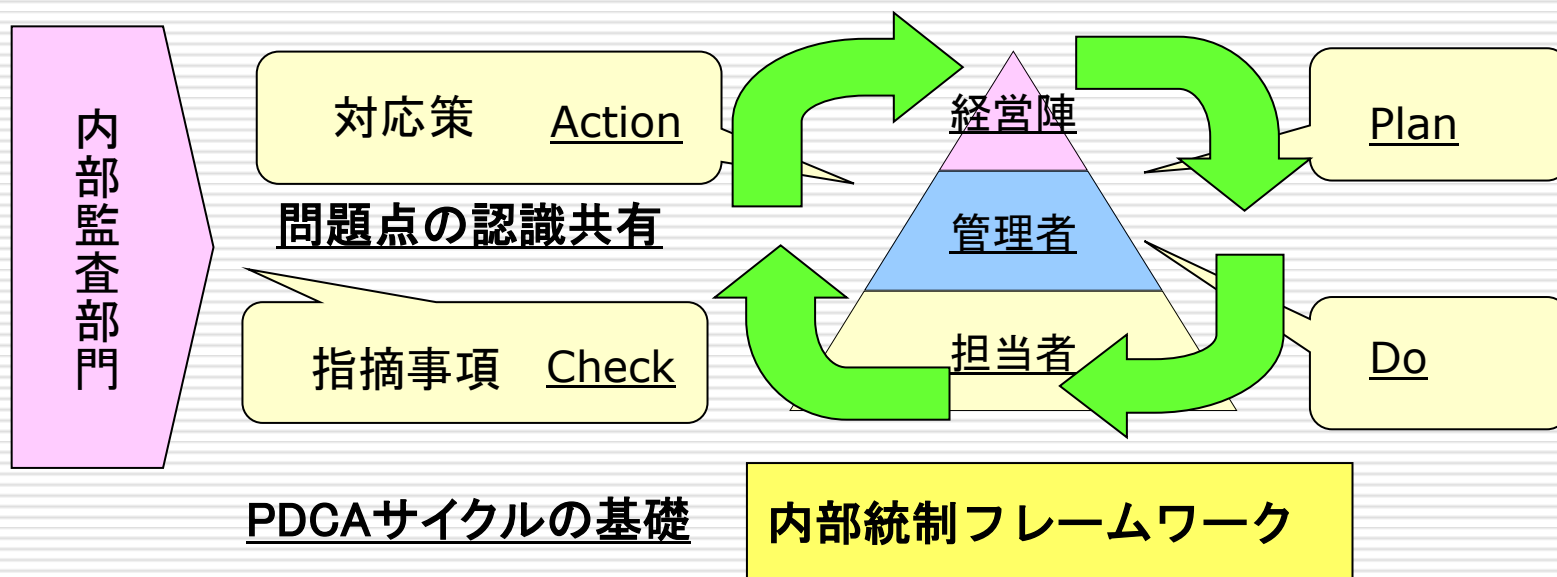 内部監査部門
対応策 Action
問題点の認識共有
指摘事項 Check
経営陣
管理者
担当者
Plan
Do
PDCAサイクルの基礎
内部統制フレームワーク